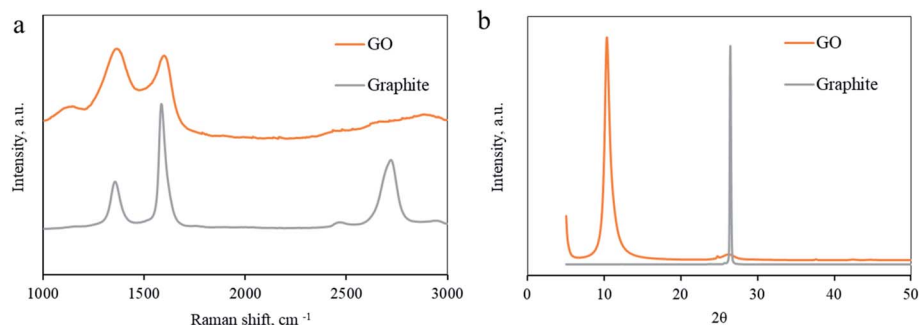 a
GO
Graphite
Intensity, a.u.
1000 1500 2000 2500 3000
Raman shift, cm -1
b
GO
Graphite
Intensity, a.u.
0 10 20 30 40 50
2θ